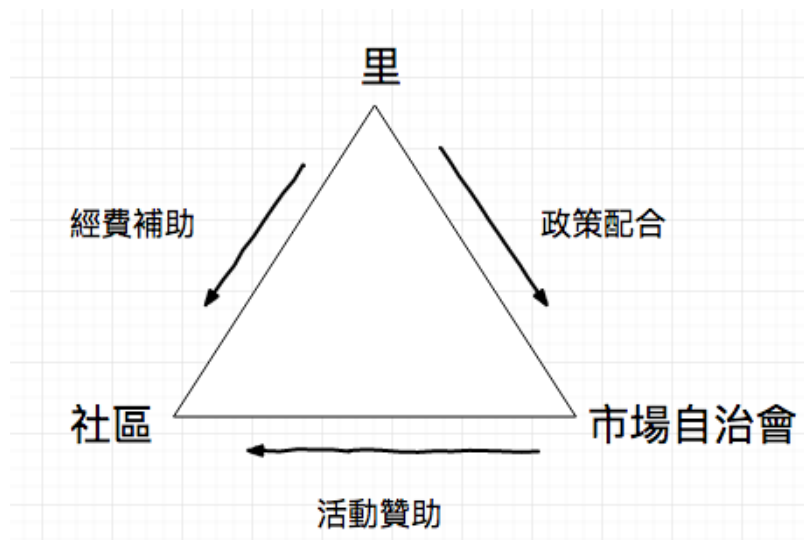 里
經費補助
政策配合
社區
市場自治會
活動贊助